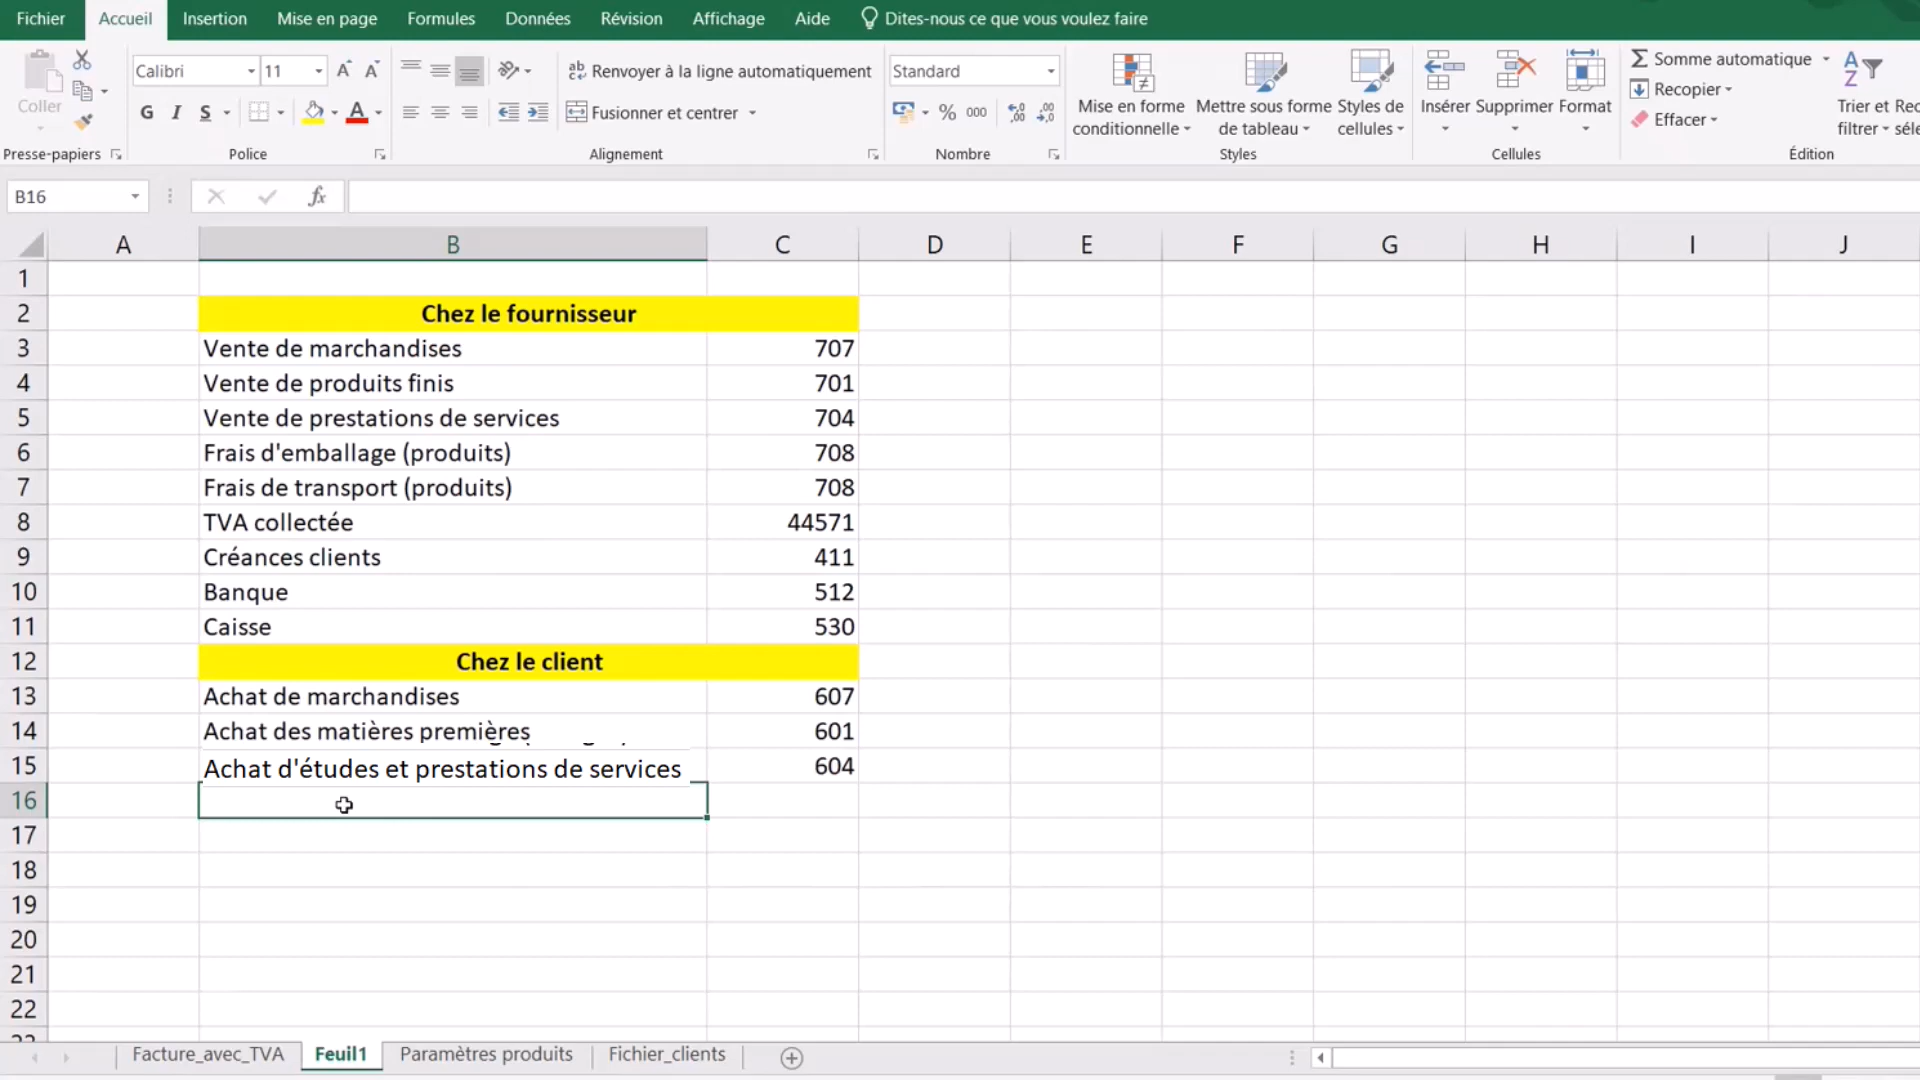 Fichier Accueil Insertion Mise en page Formules Données Révision Affichage Aide Dites-nous ce que vous voulez faire
Coller
Presse-papiers
Calibri 11
G I S
Police
Renvoyer à la ligne automatiquement
Fusionner et centrer
Alignement
Standard
% 000
Nombre
Mise en forme conditionnelle
Mettre sous forme de tableau
Styles de cellules
Styles
Insérer Supprimer Format
Cellules
Somme automatique
Recopier
Effacer
Trier et
filtrer
Édition
B16
fx
A B C D E F G H I J
1
2 Chez le fournisseur
3 Vente de marchandises 707
4 Vente de produits finis 701
5 Vente de prestations de services 704
6 Frais d'emballage (produits) 708
7 Frais de transport (produits) 708
8 TVA collectée 44571
9 Créances clients 411
10 Banque 512
11 Caisse 530
12 Chez le client
13 Achat de marchandises 607
14 Achat des matières premières 601
15 Achat d'études et prestations de services 604
16
17
18
19
20
21
22
Facture_avec_TVA Feuil1 Paramètres produits Fichier_clients